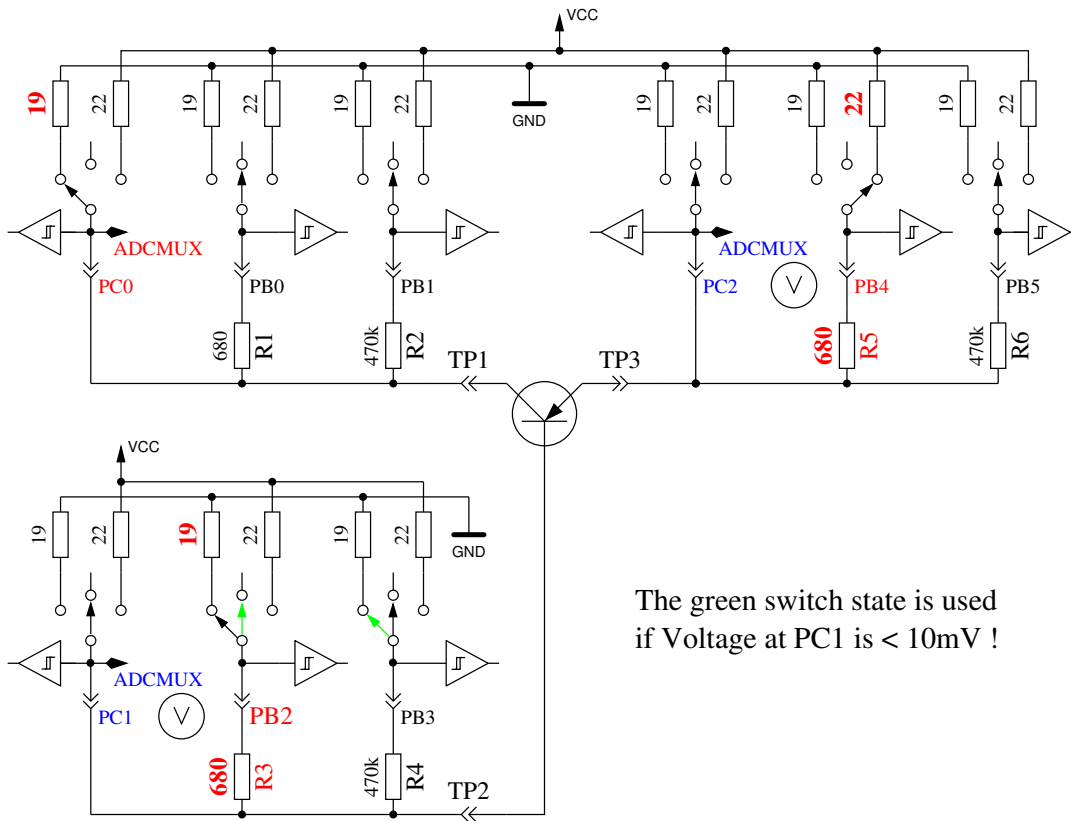 VCC
19
22
19
22
19
22
GND
19
22
19
22
19
22
ADCMUX
PC0
PB0
PB1
ADCMUX
PC2
V
PB4
PB5
680
R1
470k
R2
TP1
TP3
680
R5
470k
R6
VCC
19
22
19
22
19
22
GND
The green switch state is used
if Voltage at PC1 is < 10mV !
ADCMUX
PC1
V
PB2
PB3
680
R3
470k
R4
TP2